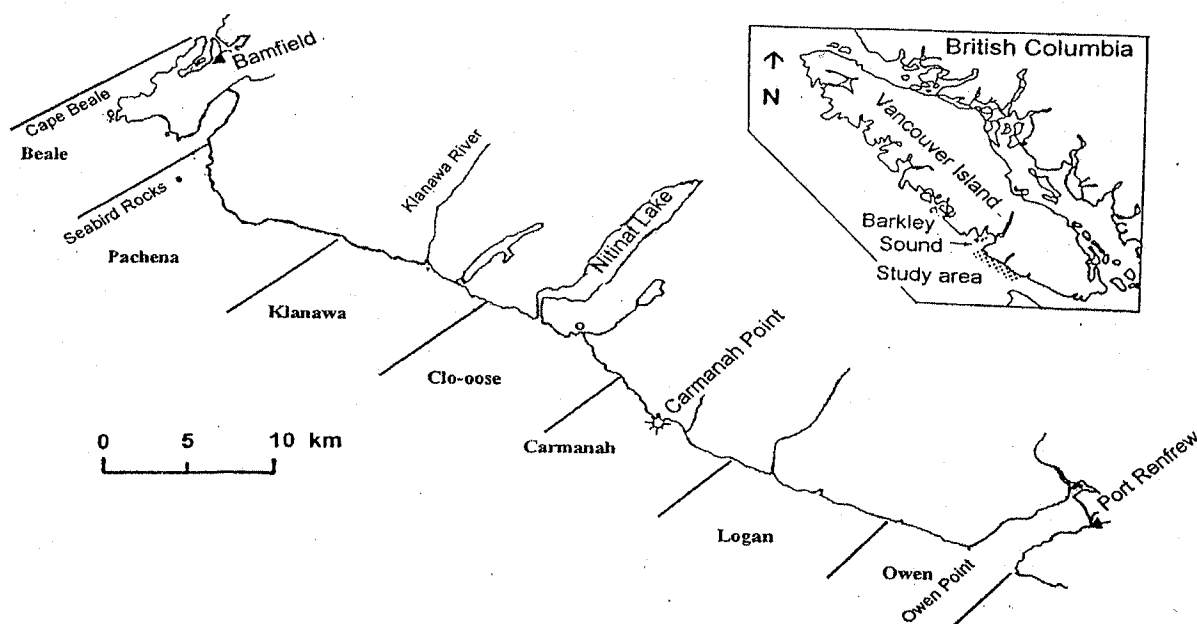 Bamfield
Cape Beale
Beale
Seabird Rocks
Pachena
Klanawa River
Klanawa
Nitinat Lake
Clo-oose
Carmanah Point
Carmanah
Logan
Port Renfrew
Owen
Owen Point
0 5 10 km
British Columbia
N
Vancouver Island
Barkley
Sound
Study area